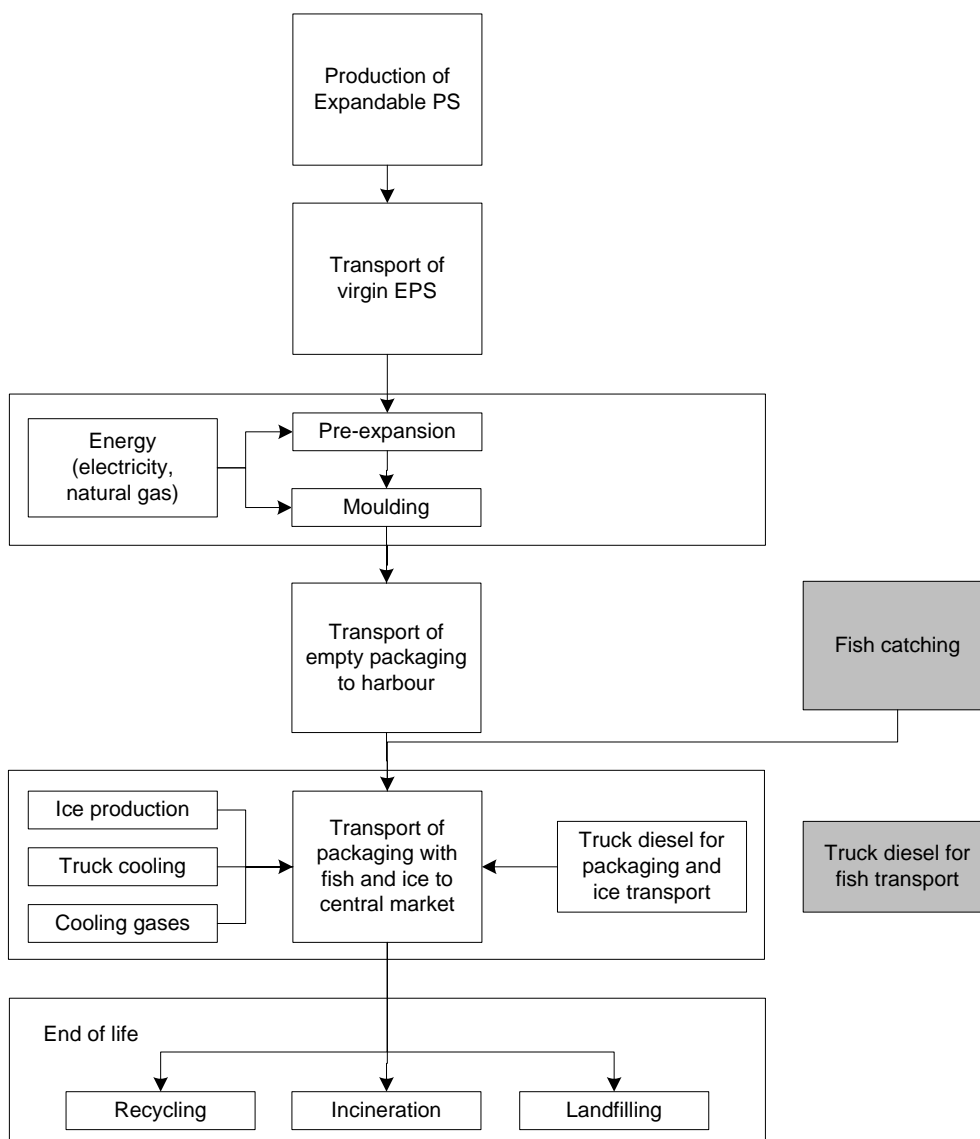 Production of
Expandable PS
Transport of
virgin EPS
Energy
(electricity,
natural gas)
Pre-expansion
Moulding
Transport of
empty packaging
to harbour
Fish catching
Ice production
Truck cooling
Cooling gases
Transport of
packaging with
fish and ice to
central market
Truck diesel for
packaging and
ice transport
Truck diesel for
fish transport
End of life
Recycling
Incineration
Landfilling